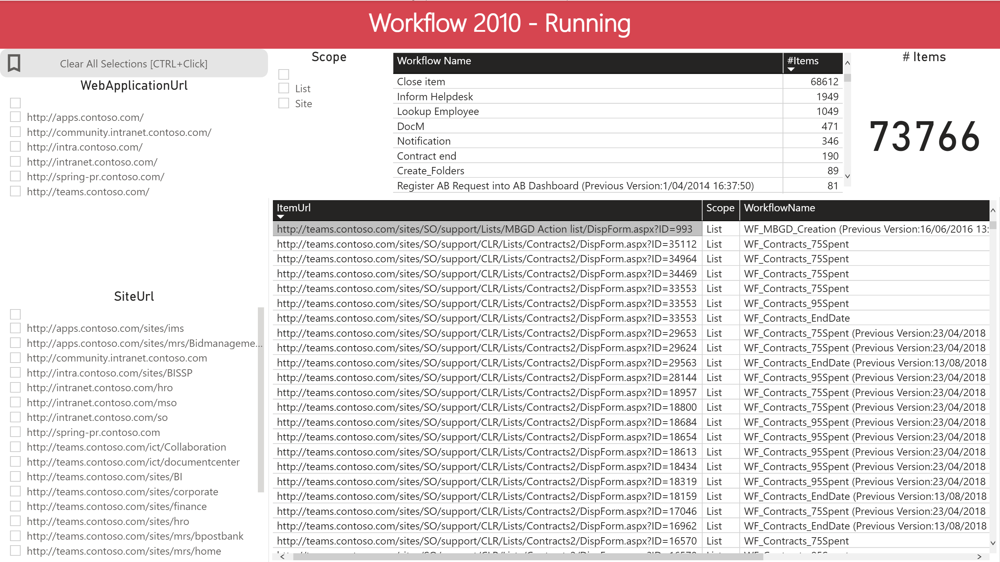 Workflow 2010 - Running
Clear All Selections [CTRL+Click]
WebApplicationUrl
http://apps.contoso.com/
http://community.intranet.contoso.com/
http://intra.contoso.com/
http://intranet.contoso.com/
http://spring-pr.contoso.com/
http://teams.contoso.com/
Scope
List
Site
Workflow Name #Items
Close item 68612
Inform Helpdesk 1949
Lookup Employee 1049
DocM 471
Notification 346
Contract end 190
Create_Folders 89
Register AB Request into AB Dashboard (Previous Version:1/04/2014 16:37:50) 81
# Items
73766
SiteUrl
http://apps.contoso.com/sites/ims
http://apps.contoso.com/sites/mrs/Bidmanageme...
http://community.intranet.contoso.com
http://intra.contoso.com/sites/BISSP
http://intranet.contoso.com/hro
http://intranet.contoso.com/mso
http://intranet.contoso.com/so
http://spring-pr.contoso.com
http://teams.contoso.com/ict/Collaboration
http://teams.contoso.com/ict/documentcenter
http://teams.contoso.com/sites/BI
http://teams.contoso.com/sites/corporate
http://teams.contoso.com/sites/finance
http://teams.contoso.com/sites/hro
http://teams.contoso.com/sites/mrs/bpostbank
http://teams.contoso.com/sites/mrs/home
ItemUrl Scope WorkflowName
http://teams.contoso.com/sites/SO/support/Lists/MBGD Action list/DispForm.aspx?ID=993 List WF_MBGD_Creation (Previous Version:16/06/2016 13:
http://teams.contoso.com/sites/SO/support/CLR/Lists/Contracts2/DispForm.aspx?ID=35112 List WF_Contracts_75Spent
http://teams.contoso.com/sites/SO/support/CLR/Lists/Contracts2/DispForm.aspx?ID=34964 List WF_Contracts_75Spent
http://teams.contoso.com/sites/SO/support/CLR/Lists/Contracts2/DispForm.aspx?ID=34469 List WF_Contracts_75Spent
http://teams.contoso.com/sites/SO/support/CLR/Lists/Contracts2/DispForm.aspx?ID=33553 List WF_Contracts_75Spent
http://teams.contoso.com/sites/SO/support/CLR/Lists/Contracts2/DispForm.aspx?ID=33553 List WF_Contracts_95Spent
http://teams.contoso.com/sites/SO/support/CLR/Lists/Contracts2/DispForm.aspx?ID=33553 List WF_Contracts_EndDate
http://teams.contoso.com/sites/SO/support/CLR/Lists/Contracts2/DispForm.aspx?ID=29653 List WF_Contracts_75Spent (Previous Version:23/04/2018
http://teams.contoso.com/sites/SO/support/CLR/Lists/Contracts2/DispForm.aspx?ID=29624 List WF_Contracts_75Spent (Previous Version:23/04/2018
http://teams.contoso.com/sites/SO/support/CLR/Lists/Contracts2/DispForm.aspx?ID=29563 List WF_Contracts_EndDate (Previous Version:13/08/2018
http://teams.contoso.com/sites/SO/support/CLR/Lists/Contracts2/DispForm.aspx?ID=28144 List WF_Contracts_95Spent (Previous Version:23/04/2018
http://teams.contoso.com/sites/SO/support/CLR/Lists/Contracts2/DispForm.aspx?ID=18957 List WF_Contracts_75Spent (Previous Version:23/04/2018
http://teams.contoso.com/sites/SO/support/CLR/Lists/Contracts2/DispForm.aspx?ID=18800 List WF_Contracts_75Spent (Previous Version:23/04/2018
http://teams.contoso.com/sites/SO/support/CLR/Lists/Contracts2/DispForm.aspx?ID=18684 List WF_Contracts_95Spent (Previous Version:23/04/2018
http://teams.contoso.com/sites/SO/support/CLR/Lists/Contracts2/DispForm.aspx?ID=18654 List WF_Contracts_95Spent (Previous Version:23/04/2018
http://teams.contoso.com/sites/SO/support/CLR/Lists/Contracts2/DispForm.aspx?ID=18613 List WF_Contracts_95Spent (Previous Version:23/04/2018
http://teams.contoso.com/sites/SO/support/CLR/Lists/Contracts2/DispForm.aspx?ID=18434 List WF_Contracts_95Spent (Previous Version:23/04/2018
http://teams.contoso.com/sites/SO/support/CLR/Lists/Contracts2/DispForm.aspx?ID=18319 List WF_Contracts_95Spent (Previous Version:23/04/2018
http://teams.contoso.com/sites/SO/support/CLR/Lists/Contracts2/DispForm.aspx?ID=18159 List WF_Contracts_EndDate (Previous Version:13/08/2018
http://teams.contoso.com/sites/SO/support/CLR/Lists/Contracts2/DispForm.aspx?ID=17046 List WF_Contracts_75Spent (Previous Version:23/04/2018
http://teams.contoso.com/sites/SO/support/CLR/Lists/Contracts2/DispForm.aspx?ID=16962 List WF_Contracts_EndDate (Previous Version:13/08/2018
http://teams.contoso.com/sites/SO/support/CLR/Lists/Contracts2/DispForm.aspx?ID=16570 List WF_Contracts_75Spent